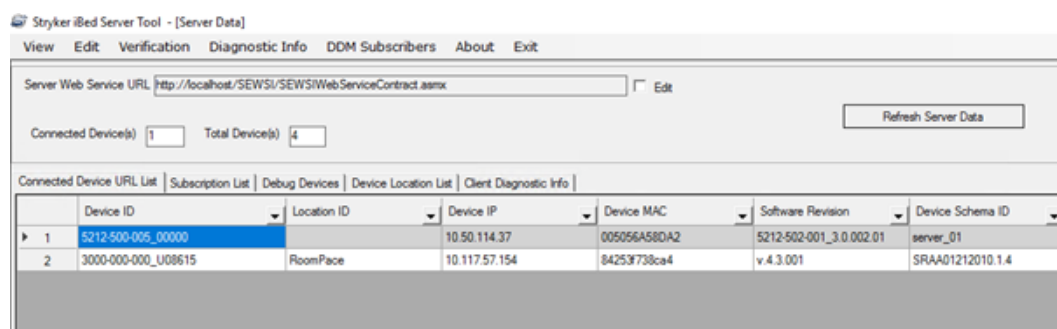 Stryker iBed Server Tool - [Server Data]
View Edit Verification Diagnostic Info DDM Subscribers About Exit
Server Web Service URL http://localhost/SEWSI/SEWSIWebServiceContract.asmx Edit
Refresh Server Data
Connected Device(s) 1 Total Device(s) 4
Connected Device URL List Subscription List Debug Devices Device Location List Client Diagnostic Info
Device ID Location ID Device IP Device MAC Software Revision Device Schema ID
1 5212-500-005_00000 10.50.114.37 005056A58DA2 5212-502-001_3.0.002.01 server_01
2 3000-000-000_U08615 RoomPace 10.117.57.154 84253f738ca4 v.4.3.001 SRAA01212010.1.4